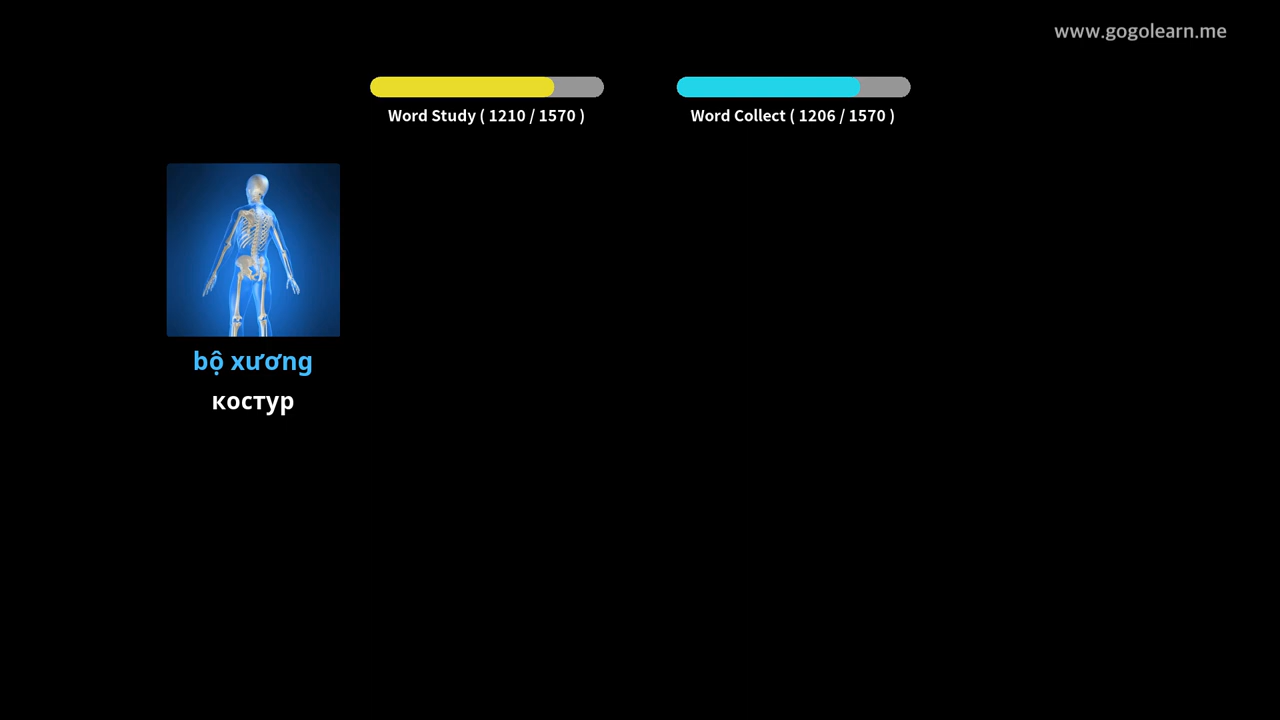 www.gogolearn.me
Word Study ( 1210 / 1570 )
Word Collect ( 1206 / 1570 )
bộ xương
костур